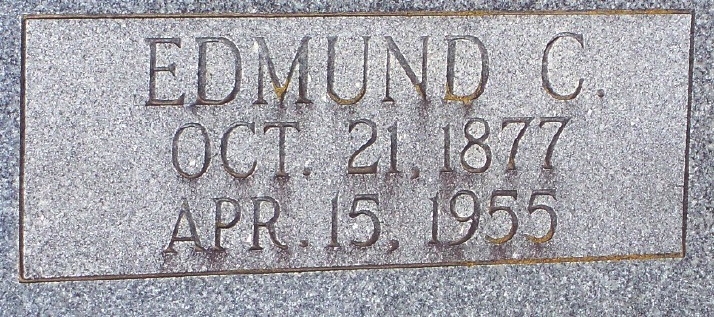 EDMUND C.
OCT. 21, 1877
APR. 15, 1955